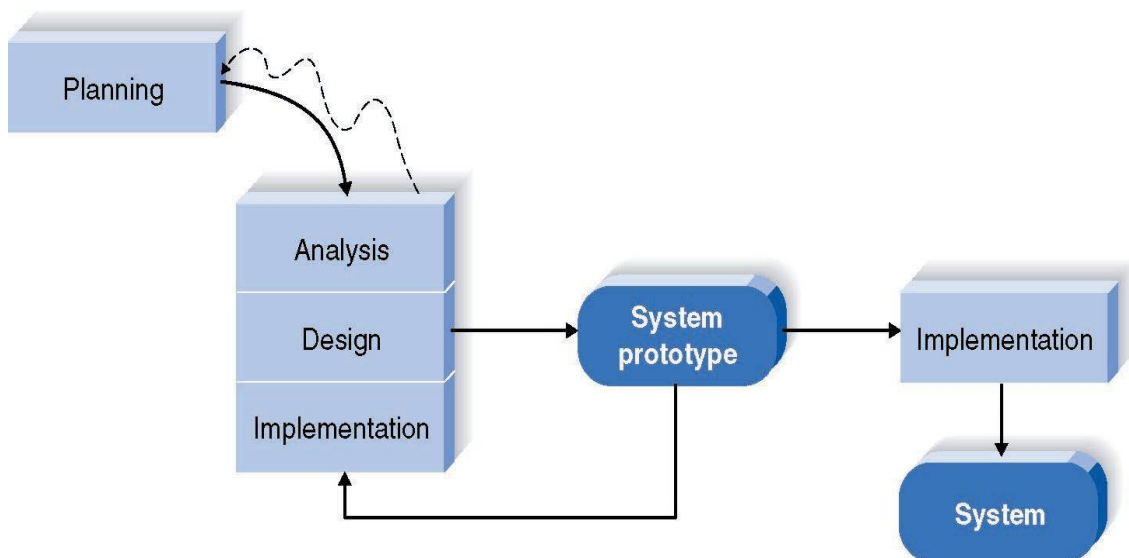 Planning
Analysis
Design
Implementation
System
prototype
Implementation
System